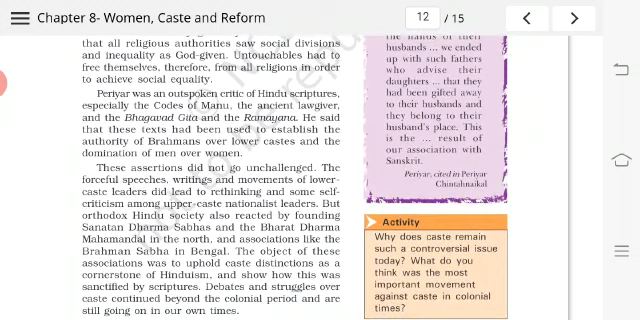 Chapter 8- Women, Caste and Reform
12 / 15
that all religious authorities saw social divisions
and inequality as God-given. Untouchables had to
free themselves, therefore, from all religions in order
to achieve social equality.
Periyar was an outspoken critic of Hindu scriptures,
especially the Codes of Manu, the ancient lawgiver,
and the Bhagavad Gita and the Ramayana. He said
that these texts had been used to establish the
authority of Brahmans over lower castes and the
domination of men over women.
These assertions did not go unchallenged. The
forceful speeches, writings and movements of lower-
caste leaders did lead to rethinking and some self-
criticism among upper-caste nationalist leaders. But
orthodox Hindu society also reacted by founding
Sanatan Dharma Sabhas and the Bharat Dharma
Mahamandal in the north, and associations like the
Brahman Sabha in Bengal. The object of these
associations was to uphold caste distinctions as a
cornerstone of Hinduism, and show how this was
sanctified by scriptures. Debates and struggles over
caste continued beyond the colonial period and are
still going on in our own times.
the hands of their
husbands ... we ended
up with such fathers
who advise their
daughters ... that they
had been gifted away
to their husbands and
they belong to their
husband's place. This
is the ... result of
our association with
Sanskrit.
Periyar, cited in Periyar
Chintahnaikal
Activity
Why does caste remain
such a controversial issue
today? What do you
think was the most
important movement
against caste in colonial
times?